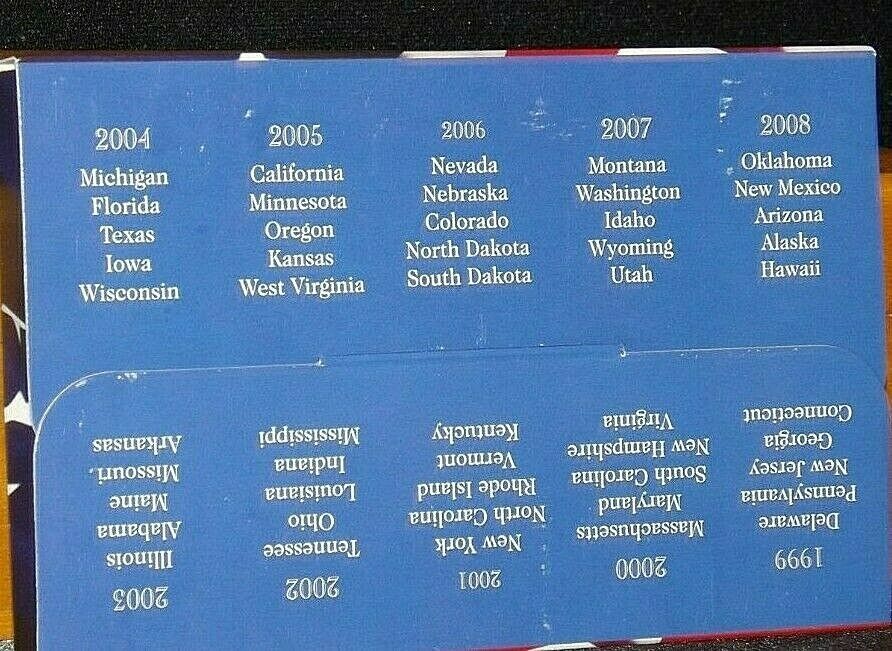 2004
Michigan
Florida
Texas
Iowa
Wisconsin
2005
California
Minnesota
Oregon
Kansas
West Virginia
2006
Nevada
Nebraska
Colorado
North Dakota
South Dakota
2007
Montana
Washington
Idaho
Wyoming
Utah
2008
Oklahoma
New Mexico
Arizona
Alaska
Hawaii
1999
Delaware
Pennsylvania
New Jersey
Georgia
Connecticut
2000
Massachusetts
Maryland
South Carolina
New Hampshire
Virginia
2001
New York
North Carolina
Rhode Island
Vermont
Kentucky
2002
Tennessee
Ohio
Louisiana
Indiana
Mississippi
2003
Illinois
Alabama
Maine
Missouri
Arkansas